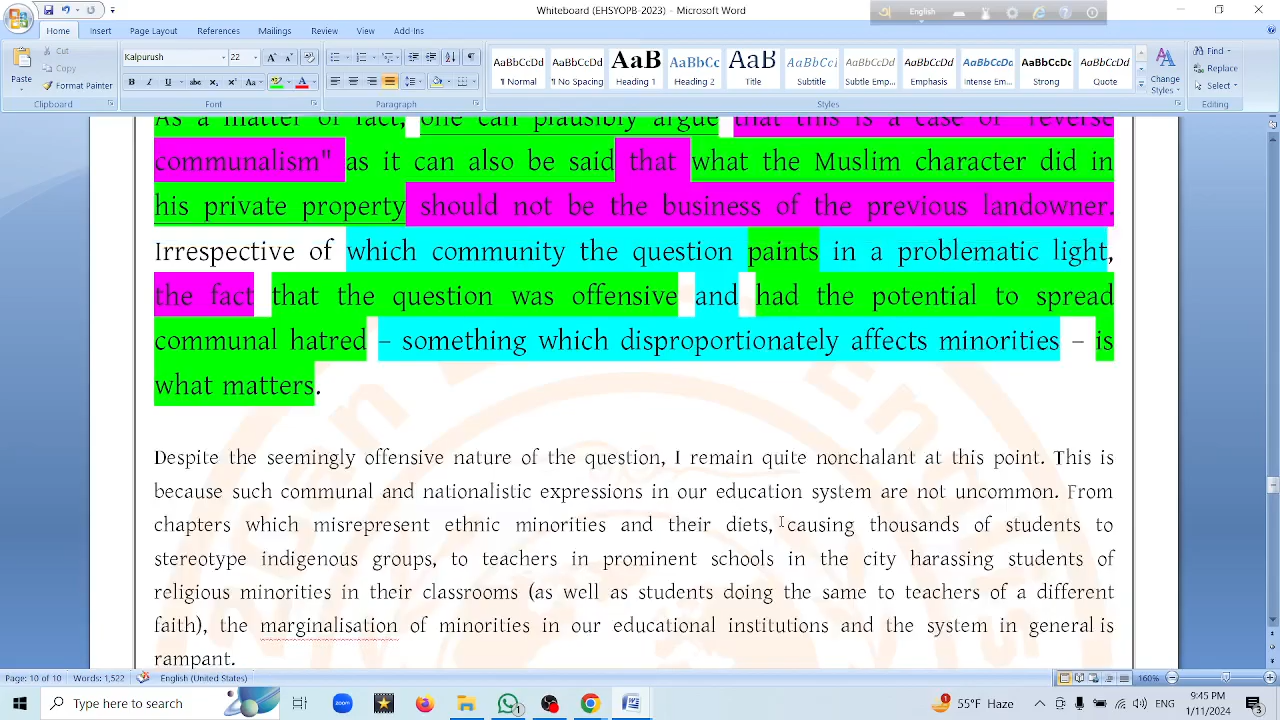 Whiteboard (EHSYOPB-2023) - Microsoft Word
English
Home Insert Page Layout References Mailings Review View Add-Ins
Paste
Cut
Copy
Format Painter
Clipboard
Kalpurush 22
Font
Paragraph
AaBbCcDd AaBbCcDd AaB AaBbCc AaB AaBbCcI AaBbCcDd AaBbCcDd AaBbCcDd AaBbCcDc AaBbCcDd
¶ Normal ¶ No Spacing Heading 1 Heading 2 Title Subtitle Subtle Emp... Emphasis Intense Em... Strong Quote
Change Styles
Styles
Find
Replace
Select
Editing
As a matter of fact, one can plausibly argue that this is a case of "reverse
communalism" as it can also be said that what the Muslim character did in
his private property should not be the business of the previous landowner.
Irrespective of which community the question paints in a problematic light,
the fact that the question was offensive and had the potential to spread
communal hatred – something which disproportionately affects minorities – is
what matters.
Despite the seemingly offensive nature of the question, I remain quite nonchalant at this point. This is
because such communal and nationalistic expressions in our education system are not uncommon. From
chapters which misrepresent ethnic minorities and their diets, causing thousands of students to
stereotype indigenous groups, to teachers in prominent schools in the city harassing students of
religious minorities in their classrooms (as well as students doing the same to teachers of a different
faith), the marginalisation of minorities in our educational institutions and the system in general is
rampant.
Page: 10 of 10 Words: 1,522 English (United States) 160%
Type here to search
55°F Haze
9:45 PM
1/11/2024